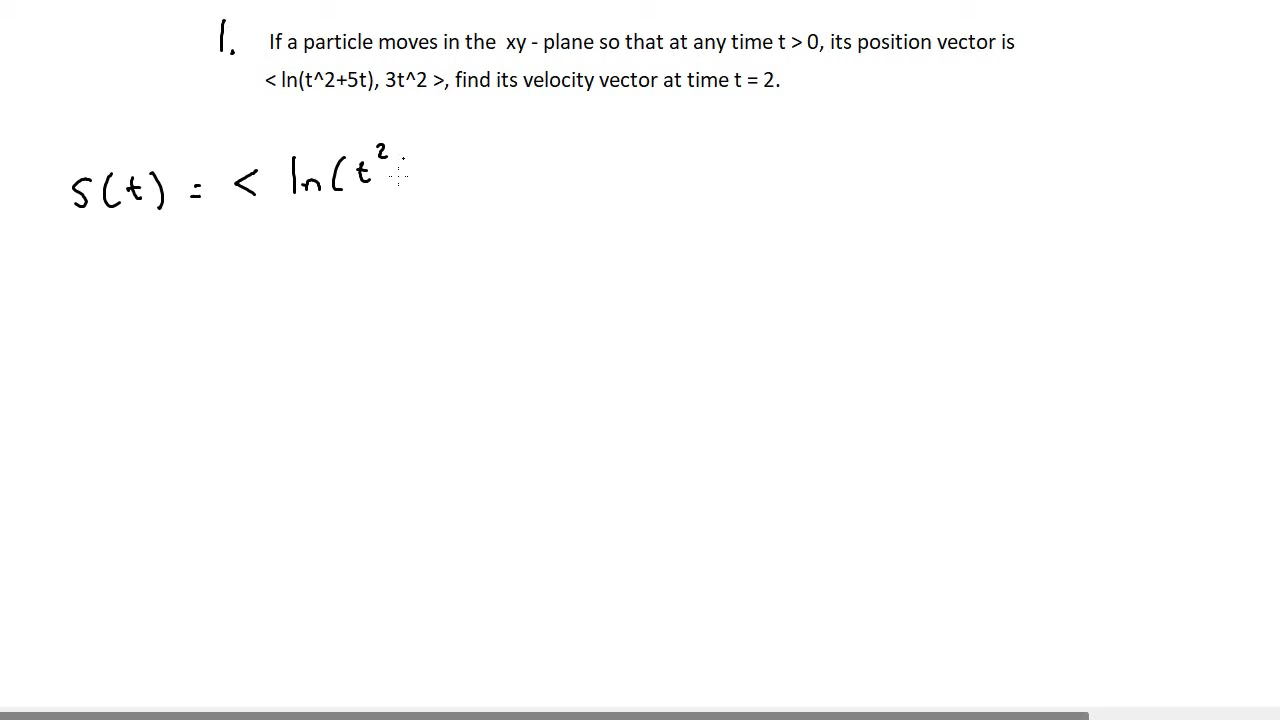 1. If a particle moves in the xy - plane so that at any time t > 0, its position vector is
< ln(t^2+5t), 3t^2 >, find its velocity vector at time t = 2.
s(t) = < ln(t²